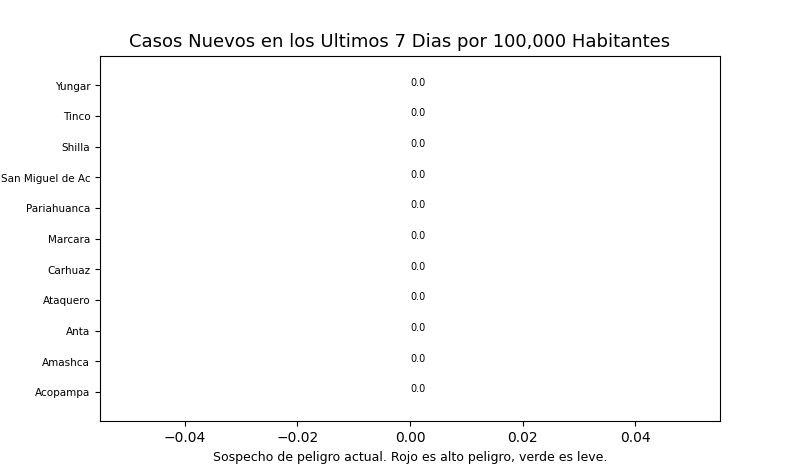 Casos Nuevos en los Ultimos 7 Dias por 100,000 Habitantes
Yungar 0.0
Tinco 0.0
Shilla 0.0
San Miguel de Ac 0.0
Pariahuanca 0.0
Marcara 0.0
Carhuaz 0.0
Ataquero 0.0
Anta 0.0
Amashca 0.0
Acopampa 0.0
−0.04 −0.02 0.00 0.02 0.04
Sospecho de peligro actual. Rojo es alto peligro, verde es leve.